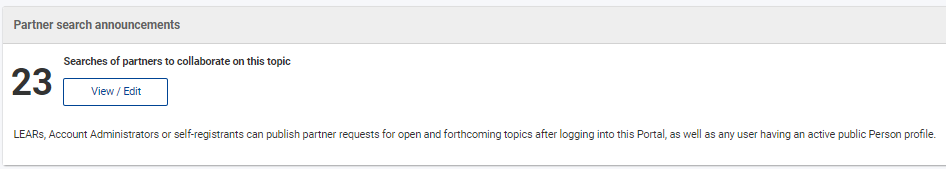 Partner search announcements
23
Searches of partners to collaborate on this topic
View / Edit
LEARs, Account Administrators or self-registrants can publish partner requests for open and forthcoming topics after logging into this Portal, as well as any user having an active public Person profile.